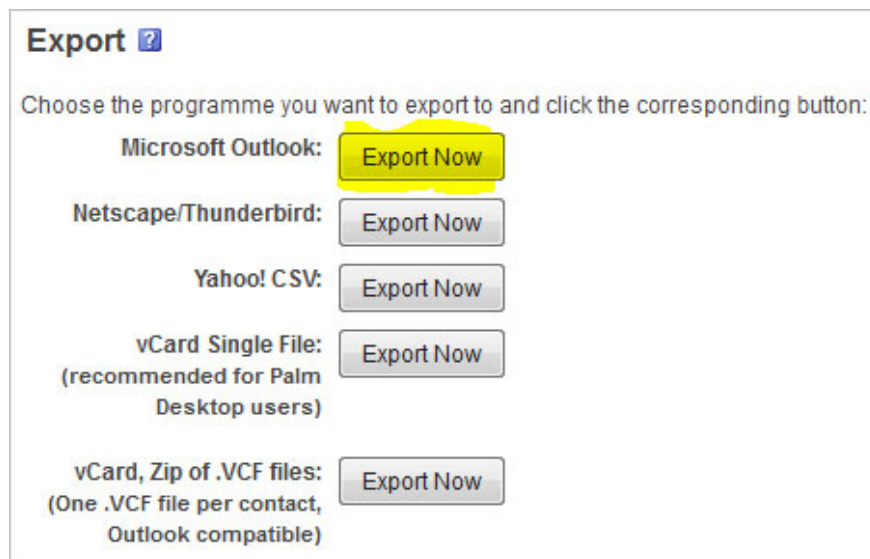 Export ?
Choose the programme you want to export to and click the corresponding button:
Microsoft Outlook: Export Now
Netscape/Thunderbird: Export Now
Yahoo! CSV: Export Now
vCard Single File: Export Now
(recommended for Palm
Desktop users)
vCard, Zip of .VCF files: Export Now
(One .VCF file per contact,
Outlook compatible)